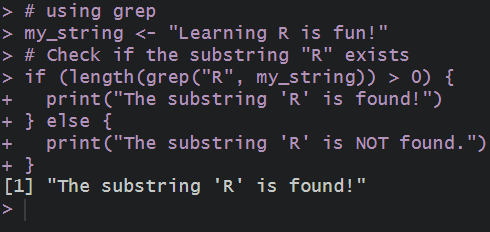 > # using grep
> my_string <- "Learning R is fun!"
> # Check if the substring "R" exists
> if (length(grep("R", my_string)) > 0) {
+   print("The substring 'R' is found!")
+ } else {
+   print("The substring 'R' is NOT found.")
+ }
[1] "The substring 'R' is found!"
>